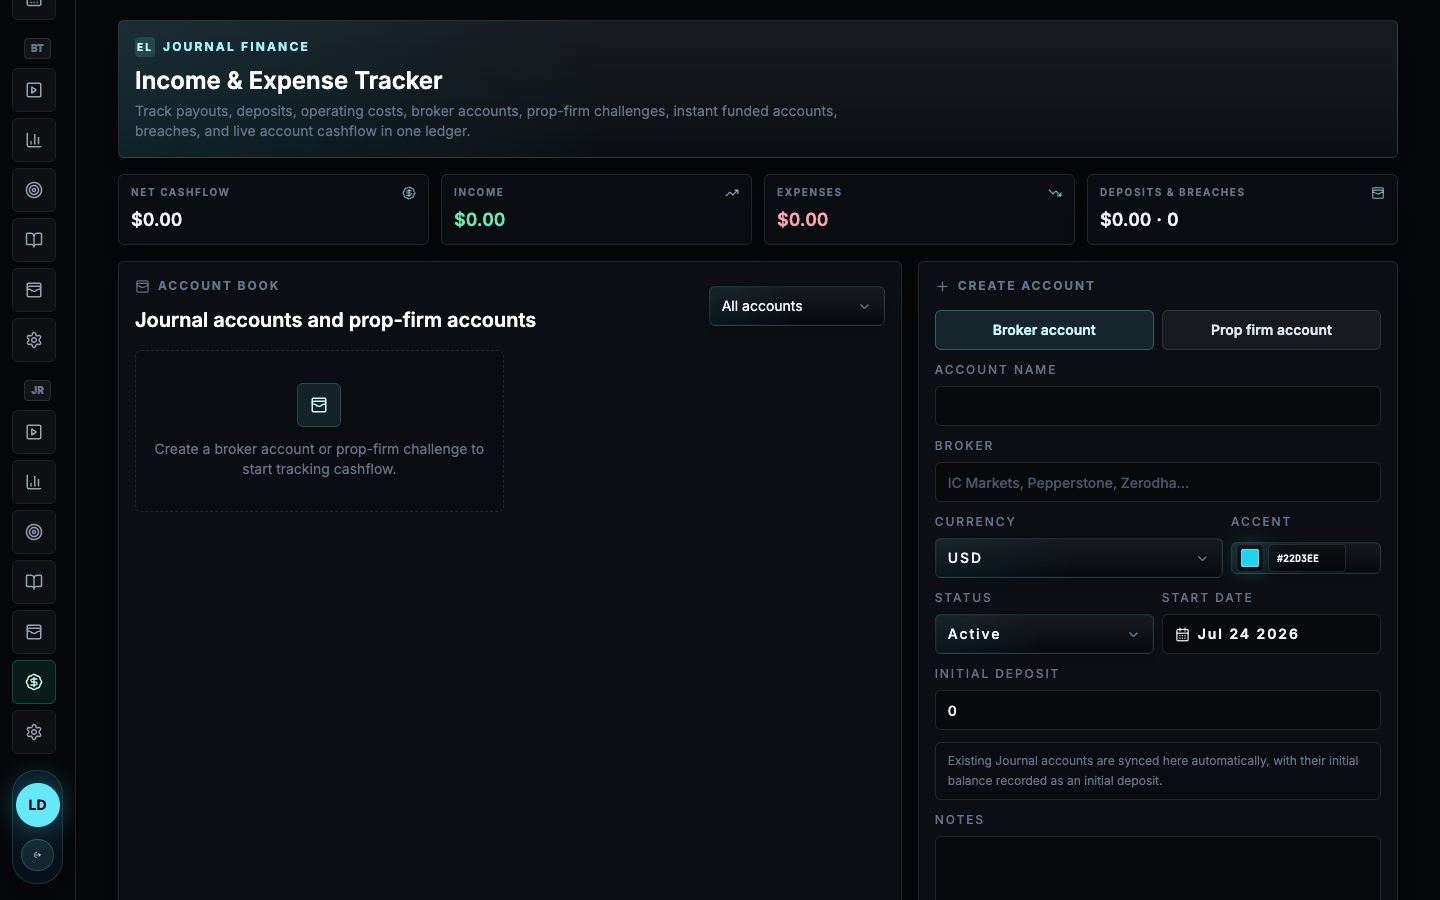 BT
JR
LD
EL JOURNAL FINANCE
Income & Expense Tracker
Track payouts, deposits, operating costs, broker accounts, prop-firm challenges, instant funded accounts,
breaches, and live account cashflow in one ledger.
NET CASHFLOW
$0.00
INCOME
$0.00
EXPENSES
$0.00
DEPOSITS & BREACHES
$0.00 · 0
ACCOUNT BOOK
Journal accounts and prop-firm accounts
All accounts
Create a broker account or prop-firm challenge to
start tracking cashflow.
CREATE ACCOUNT
Broker account
Prop firm account
ACCOUNT NAME
BROKER
IC Markets, Pepperstone, Zerodha...
CURRENCY
ACCENT
USD
#22D3EE
STATUS
START DATE
Active
Jul 24 2026
INITIAL DEPOSIT
0
Existing Journal accounts are synced here automatically, with their initial
balance recorded as an initial deposit.
NOTES